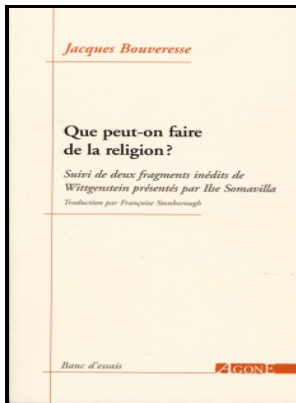 Jacques Bouveresse
Que peut-on faire
de la religion?
Suivi de deux fragments inédits de
Wittgenstein présentés par Ilse Somavilla
Traduction par Françoise Stonborough
Banc d'essais
AGONE